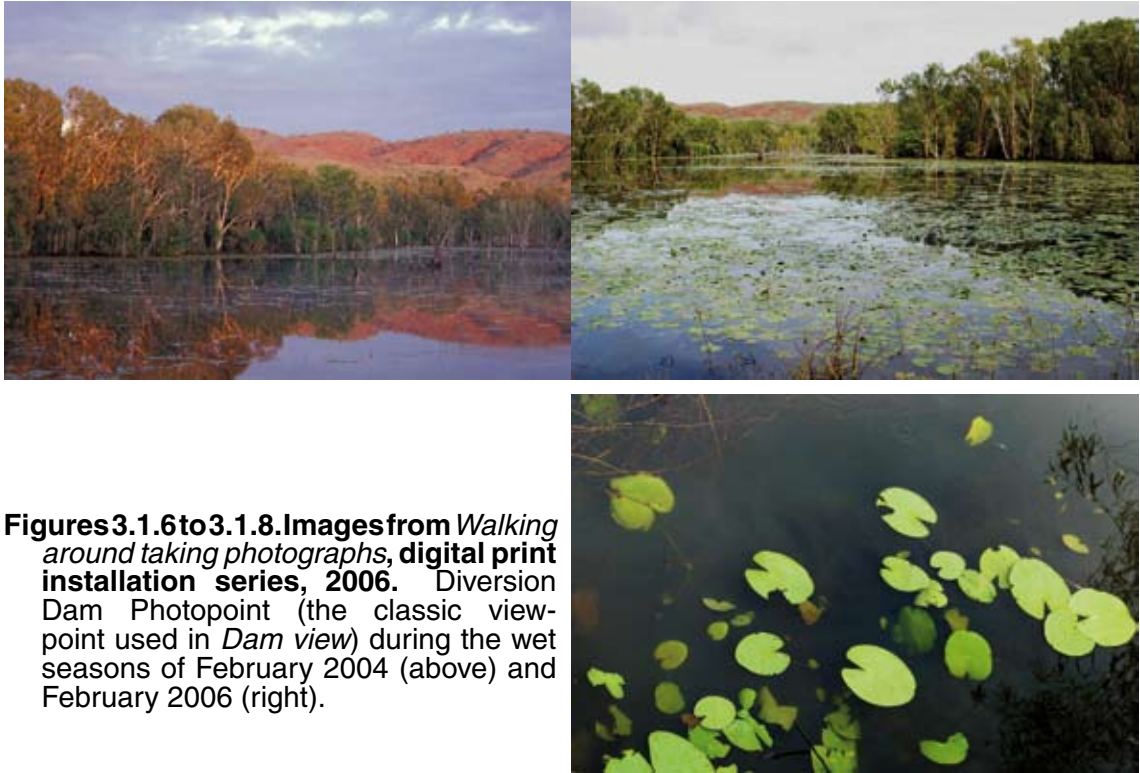 Figures 3.1.6 to 3.1.8. Images from Walking
around taking photographs, digital print
installation series, 2006. Diversion
Dam Photopoint (the classic view-
point used in Dam view) during the wet
seasons of February 2004 (above) and
February 2006 (right).